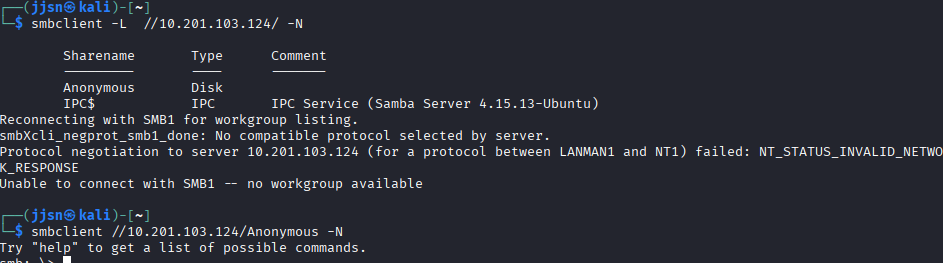 ┌──(jjsn㉿kali)-[~]
└─$ smbclient -L  //10.201.103.124/ -N

        Sharename       Type      Comment
        ---------       ----      -------
        Anonymous       Disk
        IPC$            IPC       IPC Service (Samba Server 4.15.13-Ubuntu)
Reconnecting with SMB1 for workgroup listing.
smbXcli_negprot_smb1_done: No compatible protocol selected by server.
Protocol negotiation to server 10.201.103.124 (for a protocol between LANMAN1 and NT1) failed: NT_STATUS_INVALID_NETWO
K_RESPONSE
Unable to connect with SMB1 -- no workgroup available

┌──(jjsn㉿kali)-[~]
└─$ smbclient //10.201.103.124/Anonymous -N
Try "help" to get a list of possible commands.
smb: \>